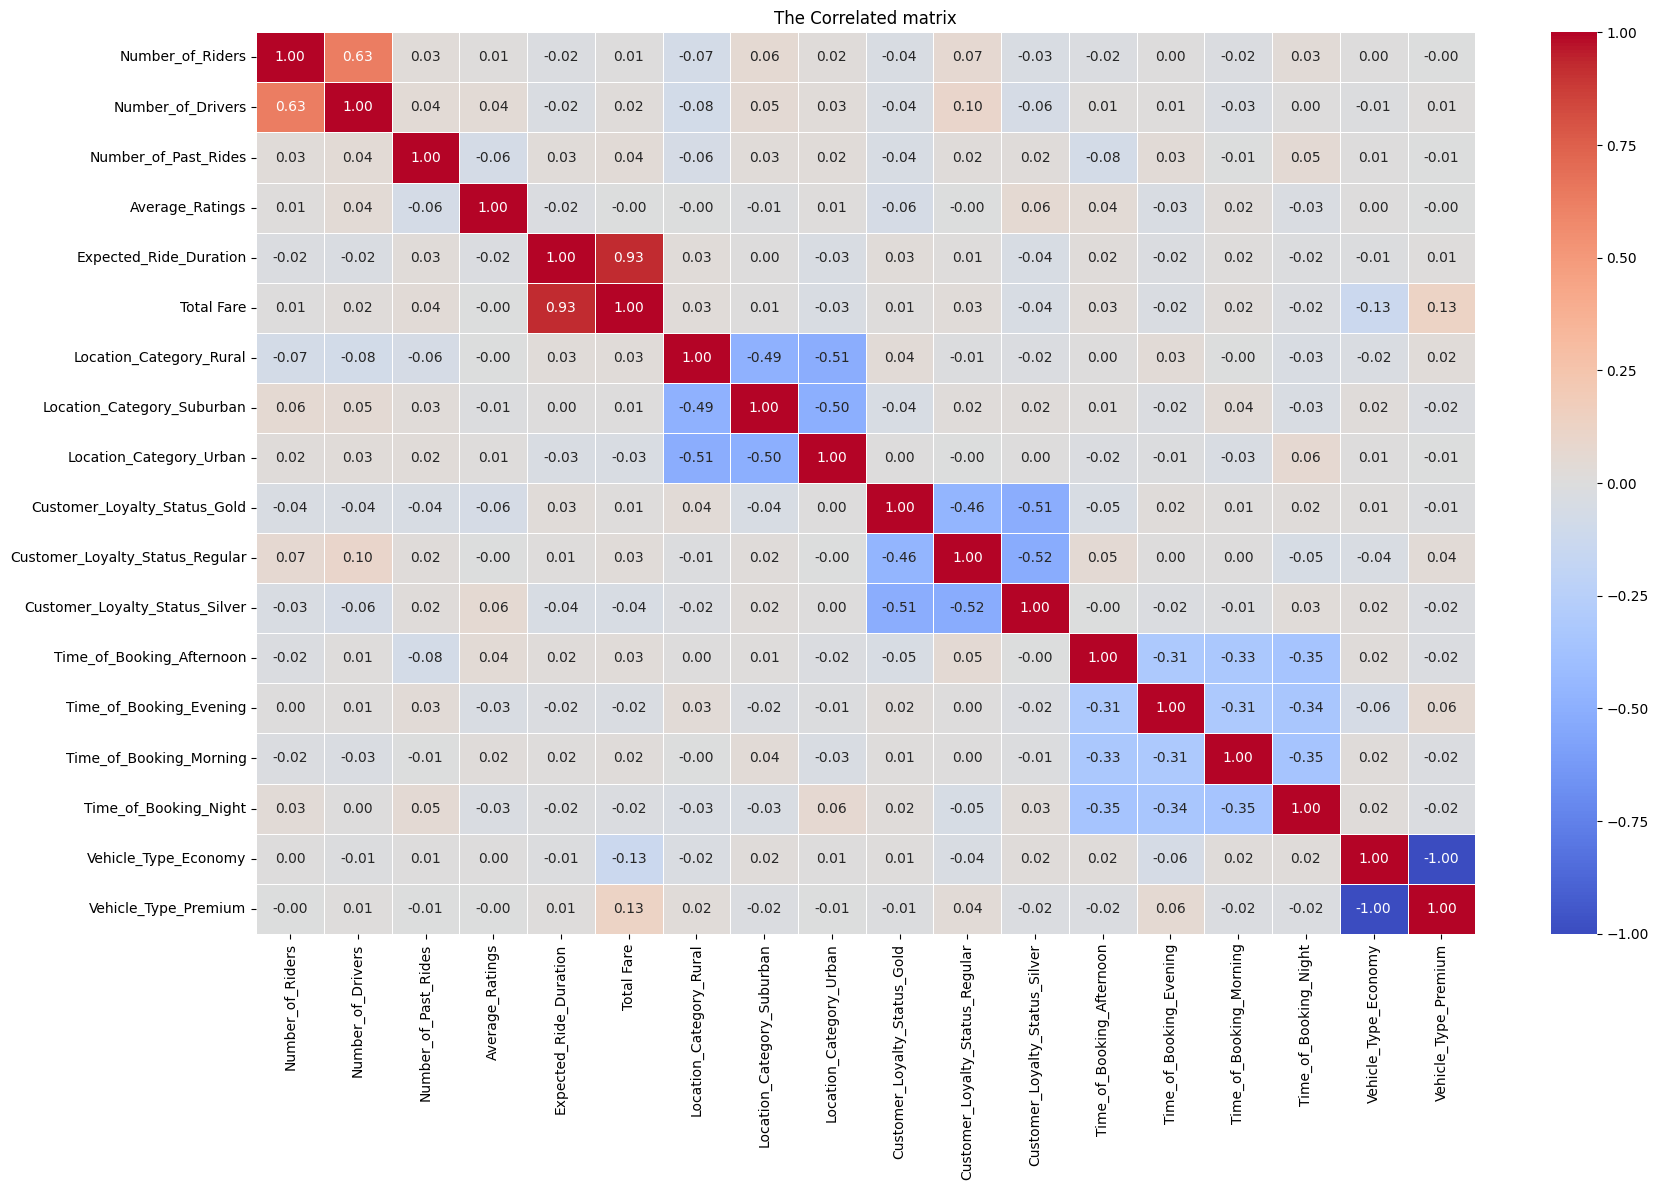 The Correlated matrix
Number_of_Riders 1.00 0.63 0.03 0.01 -0.02 0.01 -0.07 0.06 0.02 -0.04 0.07 -0.03 -0.02 0.00 -0.02 0.03 0.00 -0.00
Number_of_Drivers 0.63 1.00 0.04 0.04 -0.02 0.02 -0.08 0.05 0.03 -0.04 0.10 -0.06 0.01 0.01 -0.03 0.00 -0.01 0.01
Number_of_Past_Rides 0.03 0.04 1.00 -0.06 0.03 0.04 -0.06 0.03 0.02 -0.04 0.02 0.02 -0.08 0.03 -0.01 0.05 0.01 -0.01
Average_Ratings 0.01 0.04 -0.06 1.00 -0.02 -0.00 -0.00 -0.01 0.01 -0.06 -0.00 0.06 0.04 -0.03 0.02 -0.03 0.00 -0.00
Expected_Ride_Duration -0.02 -0.02 0.03 -0.02 1.00 0.93 0.03 0.00 -0.03 0.03 0.01 -0.04 0.02 -0.02 0.02 -0.02 -0.01 0.01
Total Fare 0.01 0.02 0.04 -0.00 0.93 1.00 0.03 0.01 -0.03 0.01 0.03 -0.04 0.03 -0.02 0.02 -0.02 -0.13 0.13
Location_Category_Rural -0.07 -0.08 -0.06 -0.00 0.03 0.03 1.00 -0.49 -0.51 0.04 -0.01 -0.02 0.00 0.03 -0.00 -0.03 -0.02 0.02
Location_Category_Suburban 0.06 0.05 0.03 -0.01 0.00 0.01 -0.49 1.00 -0.50 -0.04 0.02 0.02 0.01 -0.02 0.04 -0.03 0.02 -0.02
Location_Category_Urban 0.02 0.03 0.02 0.01 -0.03 -0.03 -0.51 -0.50 1.00 0.00 -0.00 0.00 -0.02 -0.01 -0.03 0.06 0.01 -0.01
Customer_Loyalty_Status_Gold -0.04 -0.04 -0.04 -0.06 0.03 0.01 0.04 -0.04 0.00 1.00 -0.46 -0.51 -0.05 0.02 0.01 0.02 0.01 -0.01
Customer_Loyalty_Status_Regular 0.07 0.10 0.02 -0.00 0.01 0.03 -0.01 0.02 -0.00 -0.46 1.00 -0.52 0.05 0.00 0.00 -0.05 -0.04 0.04
Customer_Loyalty_Status_Silver -0.03 -0.06 0.02 0.06 -0.04 -0.04 -0.02 0.02 0.00 -0.51 -0.52 1.00 -0.00 -0.02 -0.01 0.03 0.02 -0.02
Time_of_Booking_Afternoon -0.02 0.01 -0.08 0.04 0.02 0.03 0.00 0.01 -0.02 -0.05 0.05 -0.00 1.00 -0.31 -0.33 -0.35 0.02 -0.02
Time_of_Booking_Evening 0.00 0.01 0.03 -0.03 -0.02 -0.02 0.03 -0.02 -0.01 0.02 0.00 -0.02 -0.31 1.00 -0.31 -0.34 -0.06 0.06
Time_of_Booking_Morning -0.02 -0.03 -0.01 0.02 0.02 0.02 -0.00 0.04 -0.03 0.01 0.00 -0.01 -0.33 -0.31 1.00 -0.35 0.02 -0.02
Time_of_Booking_Night 0.03 0.00 0.05 -0.03 -0.02 -0.02 -0.03 -0.03 0.06 0.02 -0.05 0.03 -0.35 -0.34 -0.35 1.00 0.02 -0.02
Vehicle_Type_Economy 0.00 -0.01 0.01 0.00 -0.01 -0.13 -0.02 0.02 0.01 0.01 -0.04 0.02 0.02 -0.06 0.02 0.02 1.00 -1.00
Vehicle_Type_Premium -0.00 0.01 -0.01 -0.00 0.01 0.13 0.02 -0.02 -0.01 -0.01 0.04 -0.02 -0.02 0.06 -0.02 -0.02 -1.00 1.00
Number_of_Riders
Number_of_Drivers
Number_of_Past_Rides
Average_Ratings
Expected_Ride_Duration
Total Fare
Location_Category_Rural
Location_Category_Suburban
Location_Category_Urban
Customer_Loyalty_Status_Gold
Customer_Loyalty_Status_Regular
Customer_Loyalty_Status_Silver
Time_of_Booking_Afternoon
Time_of_Booking_Evening
Time_of_Booking_Morning
Time_of_Booking_Night
Vehicle_Type_Economy
Vehicle_Type_Premium
1.00
0.75
0.50
0.25
0.00
−0.25
−0.50
−0.75
−1.00